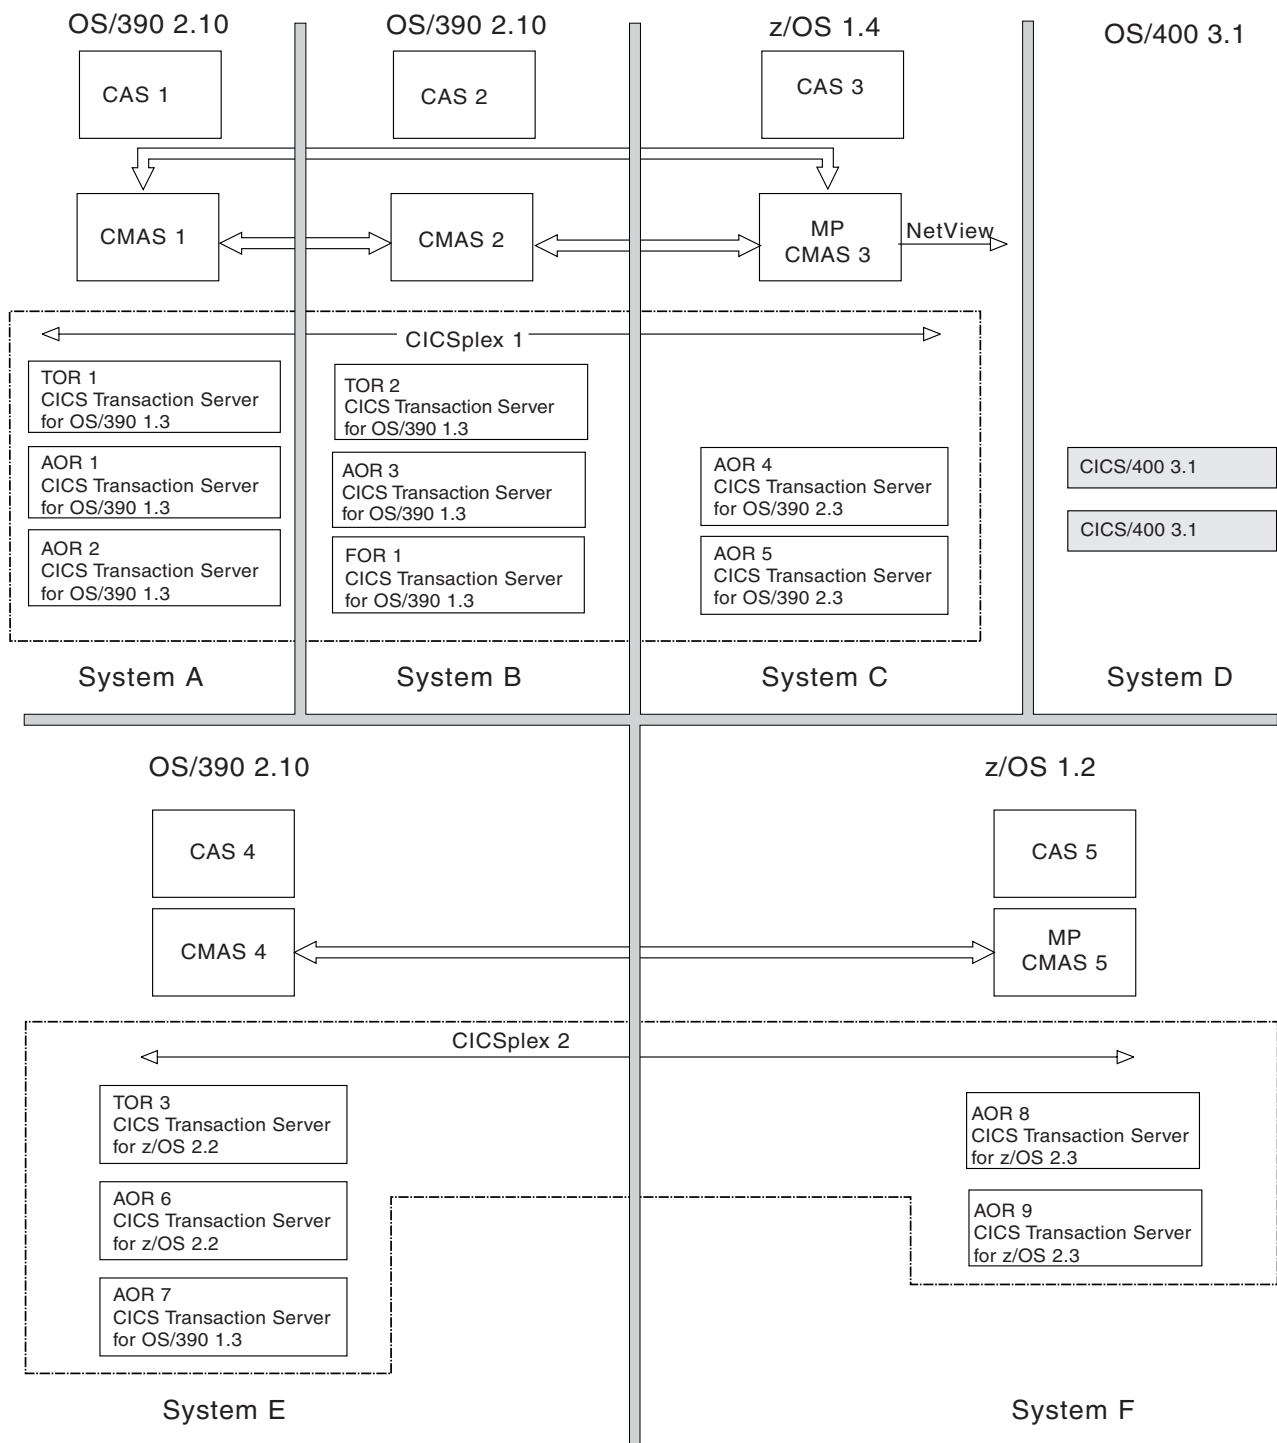 OS/390 2.10
OS/390 2.10
z/OS 1.4
OS/400 3.1
CAS 1
CAS 2
CAS 3
CMAS 1
CMAS 2
MP
CMAS 3
NetView
CICSplex 1
TOR 1
CICS Transaction Server
for OS/390 1.3
AOR 1
CICS Transaction Server
for OS/390 1.3
AOR 2
CICS Transaction Server
for OS/390 1.3
TOR 2
CICS Transaction Server
for OS/390 1.3
AOR 3
CICS Transaction Server
for OS/390 1.3
FOR 1
CICS Transaction Server
for OS/390 1.3
AOR 4
CICS Transaction Server
for OS/390 2.3
AOR 5
CICS Transaction Server
for OS/390 2.3
CICS/400 3.1
CICS/400 3.1
System A
System B
System C
System D
OS/390 2.10
z/OS 1.2
CAS 4
CAS 5
CMAS 4
MP
CMAS 5
CICSplex 2
TOR 3
CICS Transaction Server
for z/OS 2.2
AOR 6
CICS Transaction Server
for z/OS 2.2
AOR 7
CICS Transaction Server
for OS/390 1.3
AOR 8
CICS Transaction Server
for z/OS 2.3
AOR 9
CICS Transaction Server
for z/OS 2.3
System E
System F